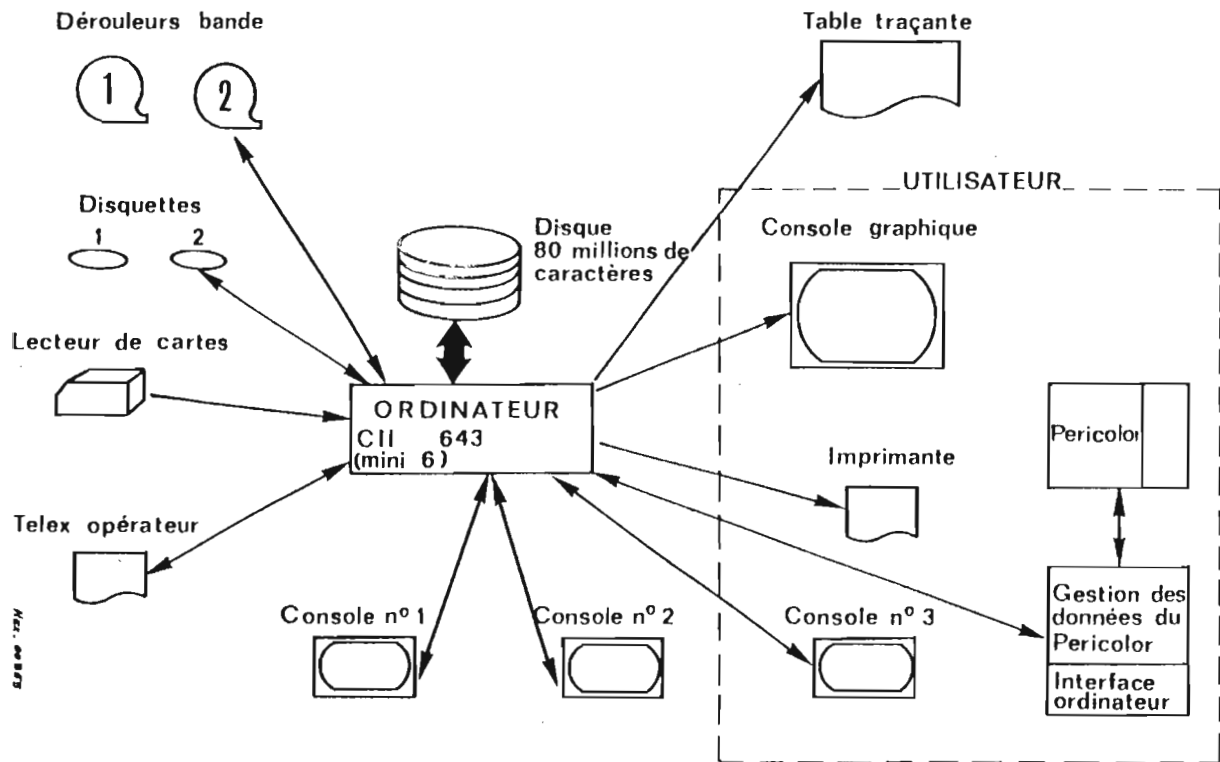 Dérouleurs bande
1
2
Table traçante
UTILISATEUR
Disquettes
1
2
Disque
80 millions de
caractères
Console graphique
Lecteur de cartes
ORDINATEUR
CII 643
(mini 6)
Pericolor
Imprimante
Telex opérateur
Console nº 1
Console nº 2
Console nº 3
Gestion des
données du
Pericolor
Interface
ordinateur